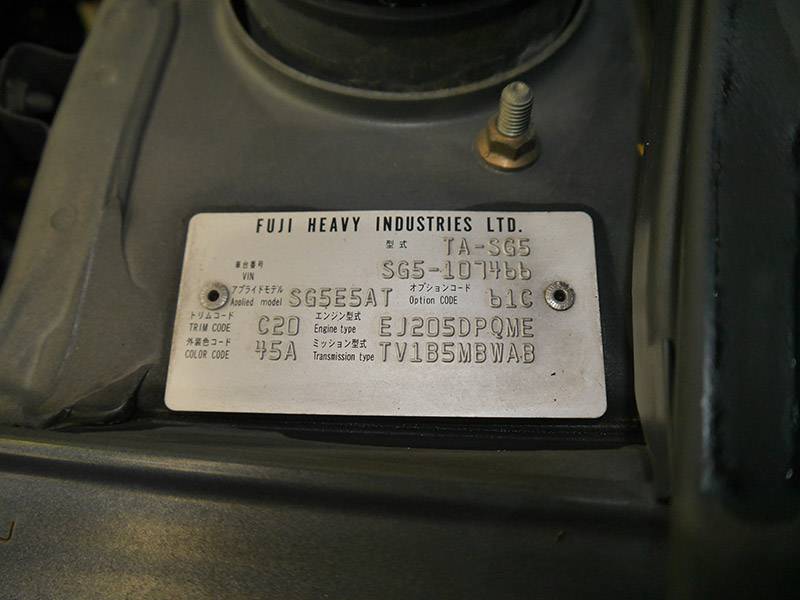 FUJI HEAVY INDUSTRIES LTD.
型式 TA-SG5
車台番号 VIN SG5-107466
アプライドモデル Applied model SG5E5AT オプションコード Option CODE 61C
トリムコード TRIM CODE C20 エンジン型式 Engine type EJ205DPQME
外装色コード COLOR CODE 45A ミッション型式 Transmission type TV1B5MBWAB